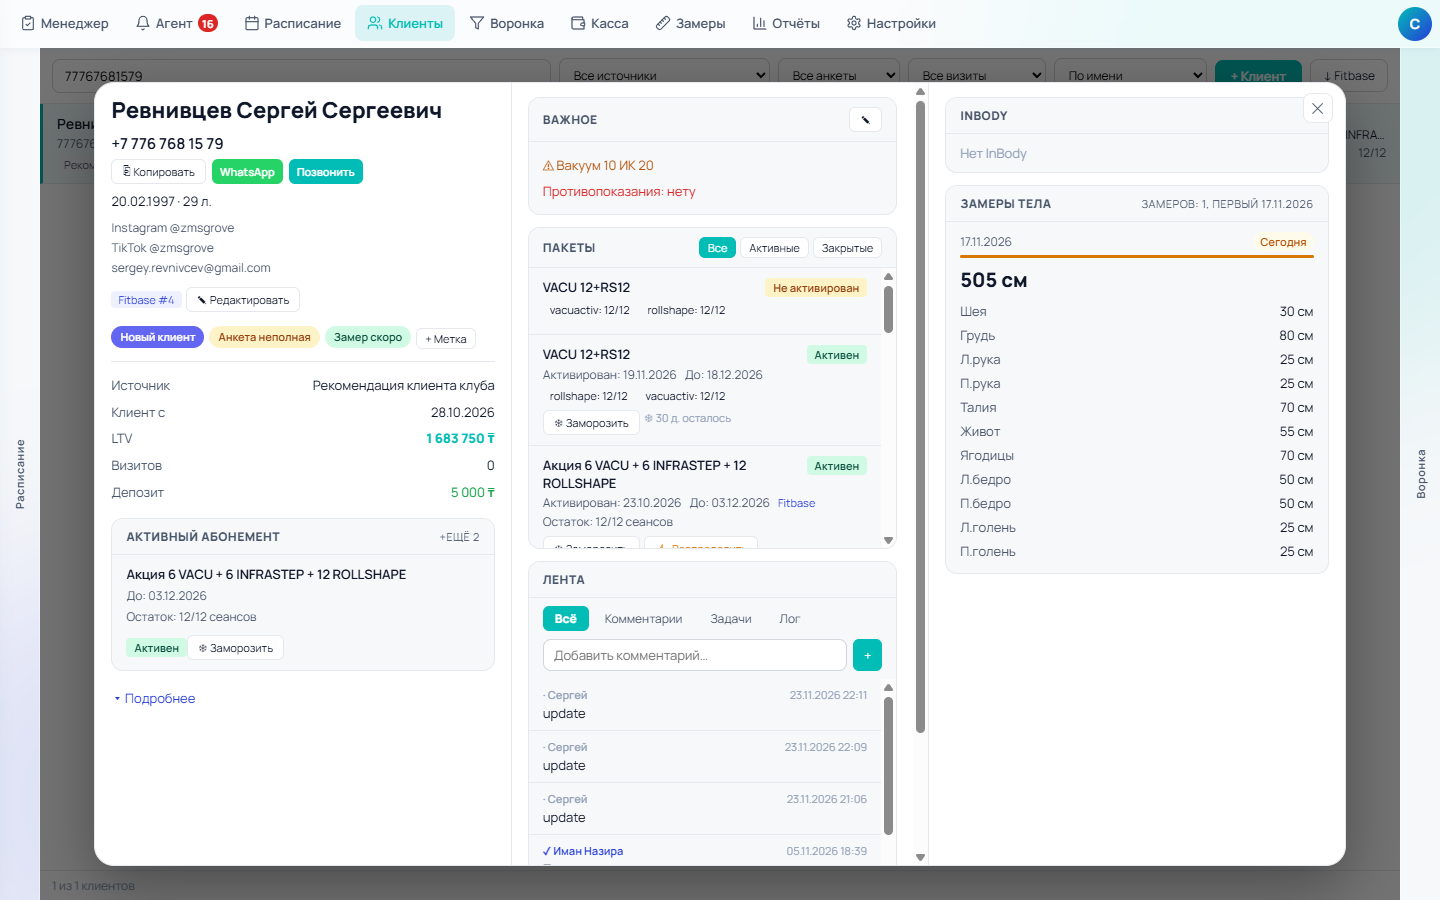 Менеджер
Агент 16
Расписание
Клиенты
Воронка
Касса
Замеры
Отчёты
Настройки
С
77767681579
Все источники
Все анкеты
Все визиты
По имени
+ Клиент
↓ Fitbase
Ревнивцев Сергей Сергеевич
+7 776 768 15 79
Копировать
WhatsApp
Позвонить
20.02.1997 · 29 л.
Instagram @zmsgrove
TikTok @zmsgrove
sergey.revnivcev@gmail.com
Fitbase #4
Редактировать
Новый клиент
Анкета неполная
Замер скоро
+ Метка
Источник Рекомендация клиента клуба
Клиент с 28.10.2026
LTV 1 683 750 ₸
Визитов 0
Депозит 5 000 ₸
АКТИВНЫЙ АБОНЕМЕНТ +ЕЩЁ 2
Акция 6 VACU + 6 INFRASTEP + 12 ROLLSHAPE
До: 03.12.2026
Остаток: 12/12 сеансов
Активен
❄ Заморозить
Подробнее
ВАЖНОЕ
⚠ Вакуум 10 ИК 20
Противопоказания: нету
ПАКЕТЫ
Все
Активные
Закрытые
VACU 12+RS12 Не активирован
vacuactiv: 12/12 rollshape: 12/12
VACU 12+RS12 Активен
Активирован: 19.11.2026 До: 18.12.2026
rollshape: 12/12 vacuactiv: 12/12
❄ Заморозить
❄ 30 д. осталось
Акция 6 VACU + 6 INFRASTEP + 12 ROLLSHAPE Активен
Активирован: 23.10.2026 До: 03.12.2026 Fitbase
Остаток: 12/12 сеансов
ЛЕНТА
Всё
Комментарии
Задачи
Лог
Добавить комментарий…
+
· Сергей 23.11.2026 22:11
update
· Сергей 23.11.2026 22:09
update
· Сергей 23.11.2026 21:06
update
✓ Иман Назира 05.11.2026 18:39
INBODY
Нет InBody
ЗАМЕРЫ ТЕЛА ЗАМЕРОВ: 1, ПЕРВЫЙ 17.11.2026
17.11.2026 Сегодня
505 см
Шея 30 см
Грудь 80 см
Л.рука 25 см
П.рука 25 см
Талия 70 см
Живот 55 см
Ягодицы 70 см
Л.бедро 50 см
П.бедро 50 см
Л.голень 25 см
П.голень 25 см
12/12
Расписание
Воронка
1 из 1 клиентов